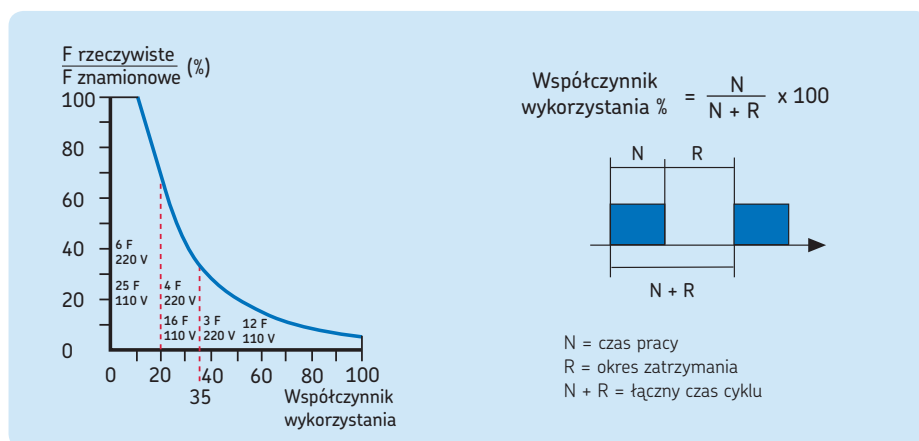 F rzeczywiste
F znamionowe (%)
100
80
60
40
20
0
6 F
220 V
25 F
110 V
4 F
220 V
16 F
110 V
3 F
220 V
12 F
110 V
0 20 40 60 80 100
35
Współczynnik
wykorzystania
Współczynnik
wykorzystania % = N / N + R x 100
N R
N + R
N = czas pracy
R = okres zatrzymania
N + R = łączny czas cyklu